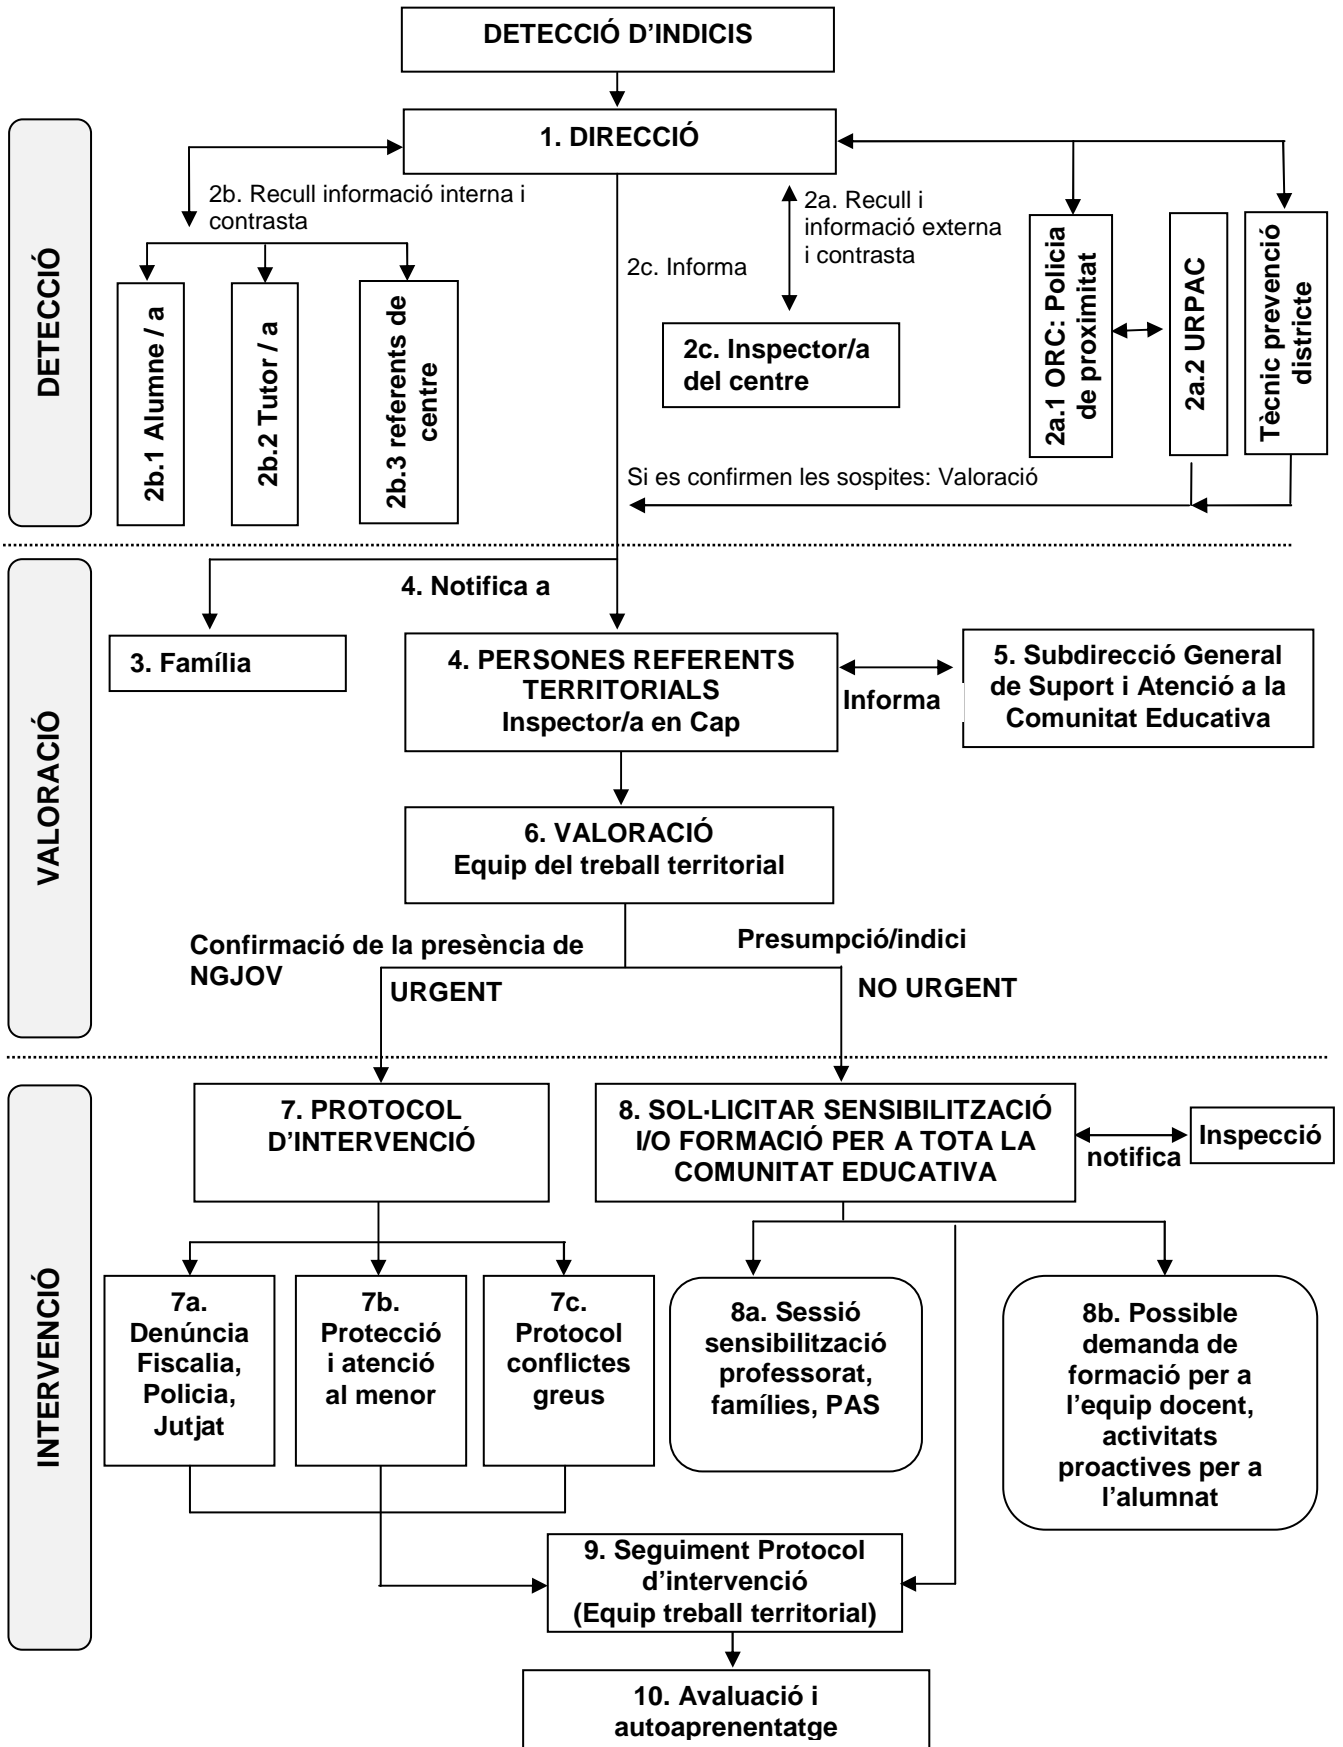 DETECCIÓ D'INDICIS
DETECCIÓ
1. DIRECCIÓ
2b. Recull informació interna i
contrasta
2a. Recull i
informació externa
i contrasta
2c. Informa
2b.1 Alumne / a
2b.2 Tutor / a
2b.3 referents de
centre
2c. Inspector/a
del centre
2a.1 ORC: Policia
de proximitat
2a.2 URPAC
Tècnic prevenció
districte
Si es confirmen les sospites: Valoració
VALORACIÓ
4. Notifica a
3. Família
4. PERSONES REFERENTS
TERRITORIALS
Inspector/a en Cap
Informa
5. Subdirecció General
de Suport i Atenció a la
Comunitat Educativa
6. VALORACIÓ
Equip del treball territorial
Confirmació de la presència de
NGJOV
URGENT
Presumpció/indici
NO URGENT
INTERVENCIÓ
7. PROTOCOL
D'INTERVENCIÓ
8. SOL·LICITAR SENSIBILITZACIÓ
I/O FORMACIÓ PER A TOTA LA
COMUNITAT EDUCATIVA
notifica
Inspecció
7a.
Denúncia
Fiscalia,
Policia,
Jutjat
7b.
Protecció
i atenció
al menor
7c.
Protocol
conflictes
greus
8a. Sessió
sensibilització
professorat,
famílies, PAS
8b. Possible
demanda de
formació per a
l'equip docent,
activitats
proactives per a
l'alumnat
9. Seguiment Protocol
d'intervenció
(Equip treball territorial)
10. Avaluació i
autoaprenentatge